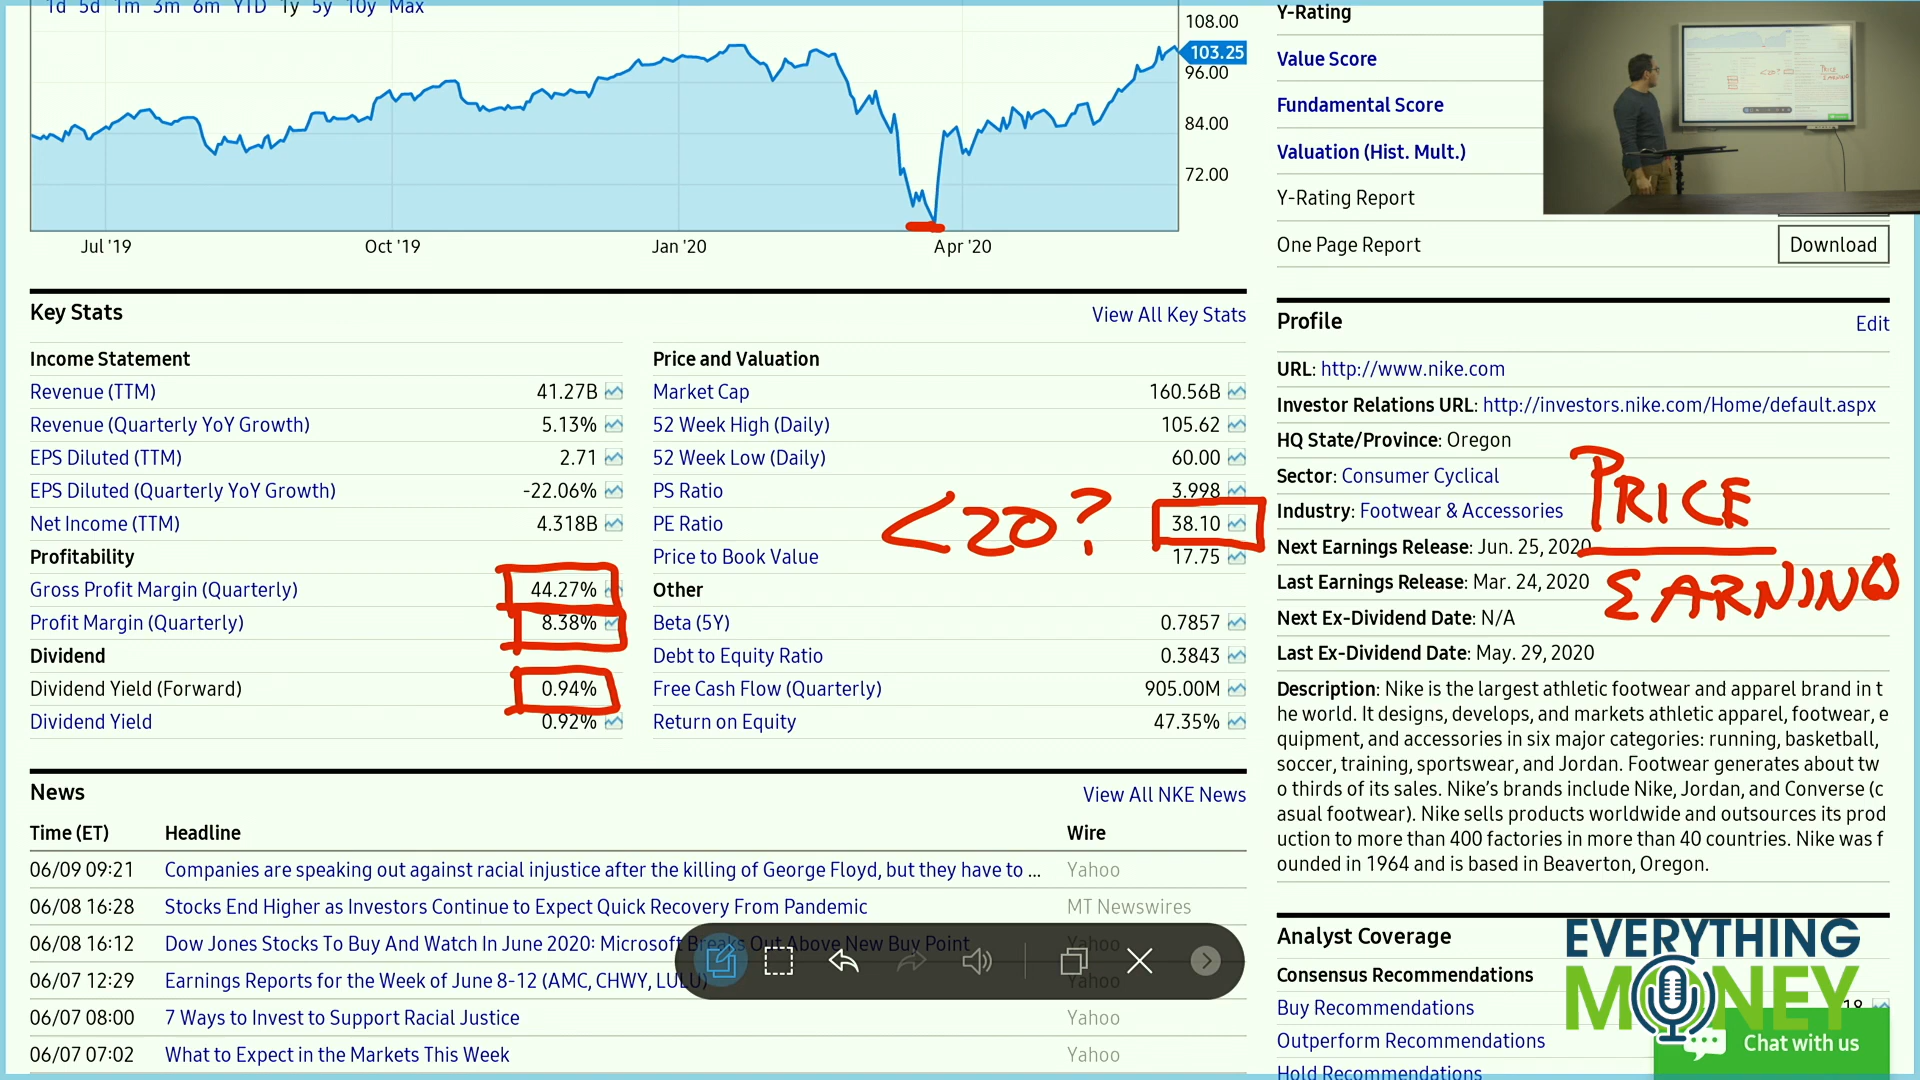 1d 5d 1m 3m 6m YTD 1y 5y 10y Max
108.00
103.25
96.00
84.00
72.00
Jul '19 Oct '19 Jan '20 Apr '20
Key Stats View All Key Stats
Income Statement
Revenue (TTM) 41.27B
Revenue (Quarterly YoY Growth) 5.13%
EPS Diluted (TTM) 2.71
EPS Diluted (Quarterly YoY Growth) -22.06%
Net Income (TTM) 4.318B
Profitability
Gross Profit Margin (Quarterly) 44.27%
Profit Margin (Quarterly) 8.38%
Dividend
Dividend Yield (Forward) 0.94%
Dividend Yield 0.92%
Price and Valuation
Market Cap 160.56B
52 Week High (Daily) 105.62
52 Week Low (Daily) 60.00
PS Ratio 3.998
PE Ratio <20? 38.10
Price to Book Value 17.75
Other
Beta (5Y) 0.7857
Debt to Equity Ratio 0.3843
Free Cash Flow (Quarterly) 905.00M
Return on Equity 47.35%
News View All NKE News
Time (ET) Headline Wire
06/09 09:21 Companies are speaking out against racial injustice after the killing of George Floyd, but they have to ... Yahoo
06/08 16:28 Stocks End Higher as Investors Continue to Expect Quick Recovery From Pandemic MT Newswires
06/08 16:12 Dow Jones Stocks To Buy And Watch In June 2020: Microsoft Breaks Out Above New Buy Point Yahoo
06/07 12:29 Earnings Reports for the Week of June 8-12 (AMC, CHWY, LULU) Yahoo
06/07 08:00 7 Ways to Invest to Support Racial Justice Yahoo
06/07 07:02 What to Expect in the Markets This Week Yahoo
Y-Rating
Value Score
Fundamental Score
Valuation (Hist. Mult.)
Y-Rating Report
One Page Report Download
Profile Edit
URL: http://www.nike.com
Investor Relations URL: http://investors.nike.com/Home/default.aspx
HQ State/Province: Oregon
Sector: Consumer Cyclical
Industry: Footwear & Accessories
Next Earnings Release: Jun. 25, 2020
Last Earnings Release: Mar. 24, 2020
Next Ex-Dividend Date: N/A
Last Ex-Dividend Date: May. 29, 2020
PRICE
EARNING
Description: Nike is the largest athletic footwear and apparel brand in t
he world. It designs, develops, and markets athletic apparel, footwear, e
quipment, and accessories in six major categories: running, basketball,
soccer, training, sportswear, and Jordan. Footwear generates about tw
o thirds of its sales. Nike's brands include Nike, Jordan, and Converse (c
asual footwear). Nike sells products worldwide and outsources its prod
uction to more than 400 factories in more than 40 countries. Nike was f
ounded in 1964 and is based in Beaverton, Oregon.
Analyst Coverage
Consensus Recommendations
Buy Recommendations 18
Outperform Recommendations
Hold Recommendations
EVERYTHING
MONEY
Chat with us